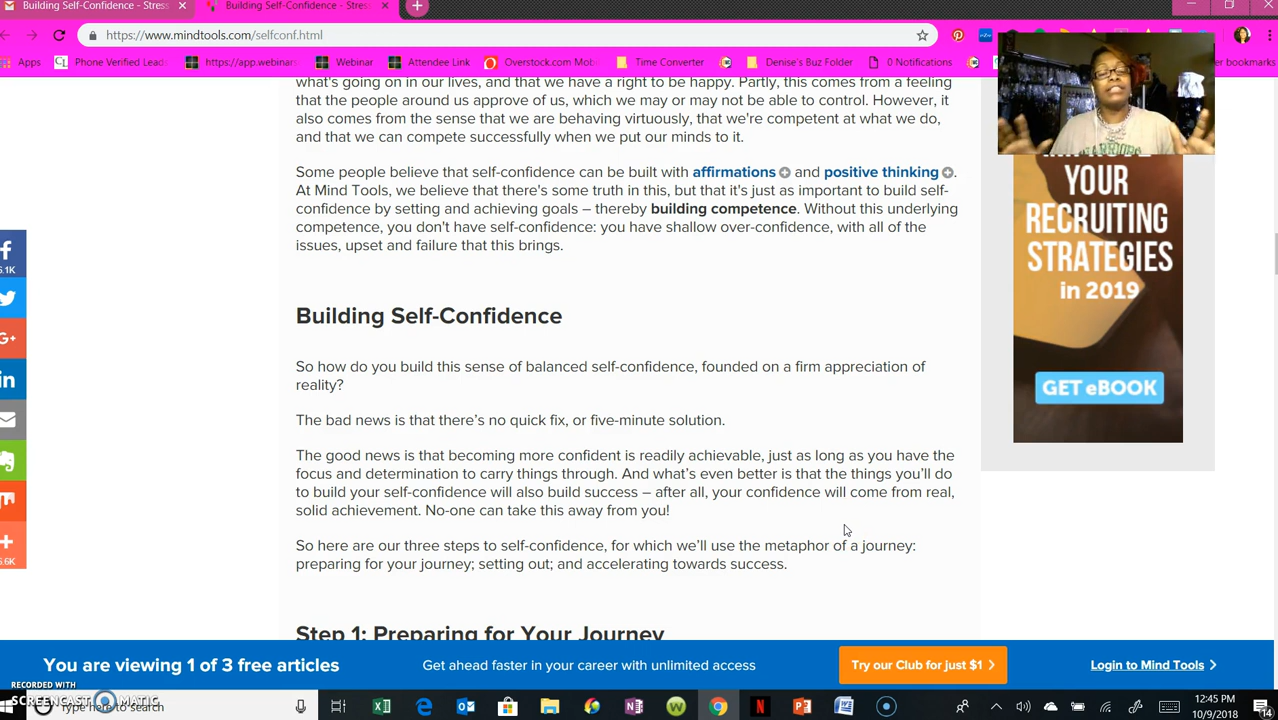 Building Self-Confidence - Stress
Building Self-Confidence - Stress
https://www.mindtools.com/selfconf.html
Apps
Phone Verified Leads
https://app.webinar
Webinar
Attendee Link
Overstock.com Mob
Time Converter
Denise's Buz Folder
0 Notifications
er bookmarks
what's going on in our lives, and that we have a right to be happy. Partly, this comes from a feeling
that the people around us approve of us, which we may or may not be able to control. However, it
also comes from the sense that we are behaving virtuously, that we're competent at what we do,
and that we can compete successfully when we put our minds to it.
Some people believe that self-confidence can be built with affirmations and positive thinking.
At Mind Tools, we believe that there's some truth in this, but that it's just as important to build self-
confidence by setting and achieving goals – thereby building competence. Without this underlying
competence, you don't have self-confidence: you have shallow over-confidence, with all of the
issues, upset and failure that this brings.
Building Self-Confidence
So how do you build this sense of balanced self-confidence, founded on a firm appreciation of
reality?
The bad news is that there's no quick fix, or five-minute solution.
The good news is that becoming more confident is readily achievable, just as long as you have the
focus and determination to carry things through. And what's even better is that the things you'll do
to build your self-confidence will also build success – after all, your confidence will come from real,
solid achievement. No-one can take this away from you!
So here are our three steps to self-confidence, for which we'll use the metaphor of a journey:
preparing for your journey; setting out; and accelerating towards success.
Step 1: Preparing for Your Journey
YOUR
RECRUITING
STRATEGIES
in 2019
GET eBOOK
You are viewing 1 of 3 free articles
Get ahead faster in your career with unlimited access
Try our Club for just $1
Login to Mind Tools
RECORDED WITH
SCREENCAST MATIC
Type here to search
12:45 PM
10/9/2018
14